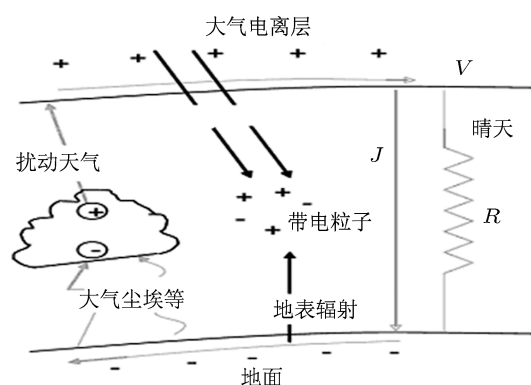 大气电离层
+ + + + +
V
晴天
扰动天气
J
R
+
+ + -
- +
带电粒子
-
大气尘埃等
地表辐射
- - - - -
地面